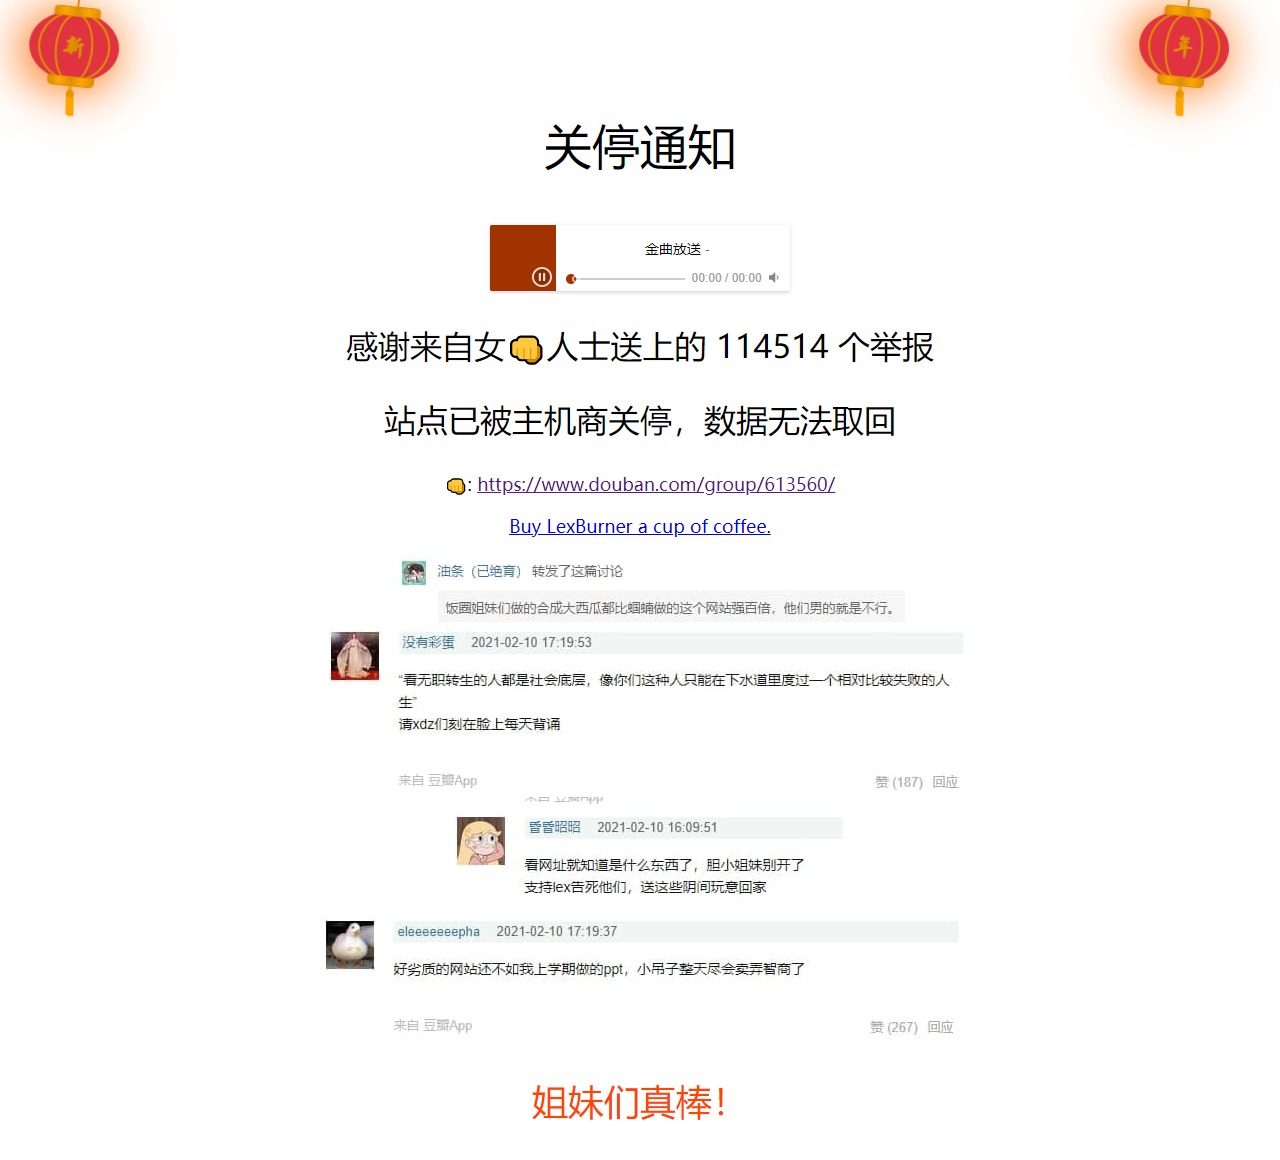 新
年
关停通知
金曲放送 -
00:00 / 00:00
感谢来自女👊人士送上的 114514 个举报
站点已被主机商关停，数据无法取回
👊: https://www.douban.com/group/613560/
Buy LexBurner a cup of coffee.
油条（已绝育） 转发了这篇讨论
饭圈姐妹们做的合成大西瓜都比蝈蝻做的这个网站强百倍，他们男的就是不行。
没有彩蛋 2021-02-10 17:19:53
“看无职转生的人都是社会底层，像你们这种人只能在下水道里度过一个相对比较失败的人
生”
请xdz们刻在脸上每天背诵
来自 豆瓣App
赞 (187) 回应
来自 豆瓣App
昏昏昭昭 2021-02-10 16:09:51
看网址就知道是什么东西了，胆小姐妹别开了
支持lex告死他们，送这些阴间玩意回家
eleeeeeeepha 2021-02-10 17:19:37
好劣质的网站还不如我上学期做的ppt，小吊子整天尽会卖弄智商了
来自 豆瓣App
赞 (267) 回应
姐妹们真棒！